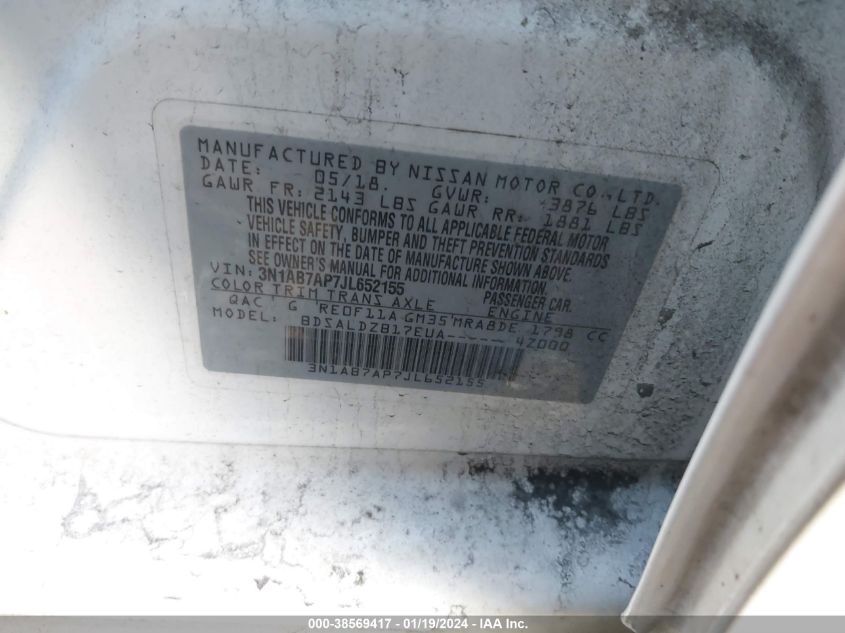 MANUFACTURED BY NISSAN MOTOR CO., LTD.
DATE: 05/18. GVWR: 3876 LBS
GAWR FR: 2143 LBS GAWR RR: 1881 LBS
THIS VEHICLE CONFORMS TO ALL APPLICABLE FEDERAL MOTOR
VEHICLE SAFETY, BUMPER AND THEFT PREVENTION STANDARDS
IN EFFECT ON THE DATE OF MANUFACTURE SHOWN ABOVE.
SEE OWNER'S MANUAL FOR ADDITIONAL INFORMATION.
VIN: 3N1AB7AP7JL652155 PASSENGER CAR.
COLOR TRIM TRANS AXLE ENGINE
QAC G RE0F11A GM35 MRA8DE 1798 CC
MODEL: BDSALDZB17EUA----- 4Z000
3N1AB7AP7JL652155
000-38569417 - 01/19/2024 - IAA Inc.